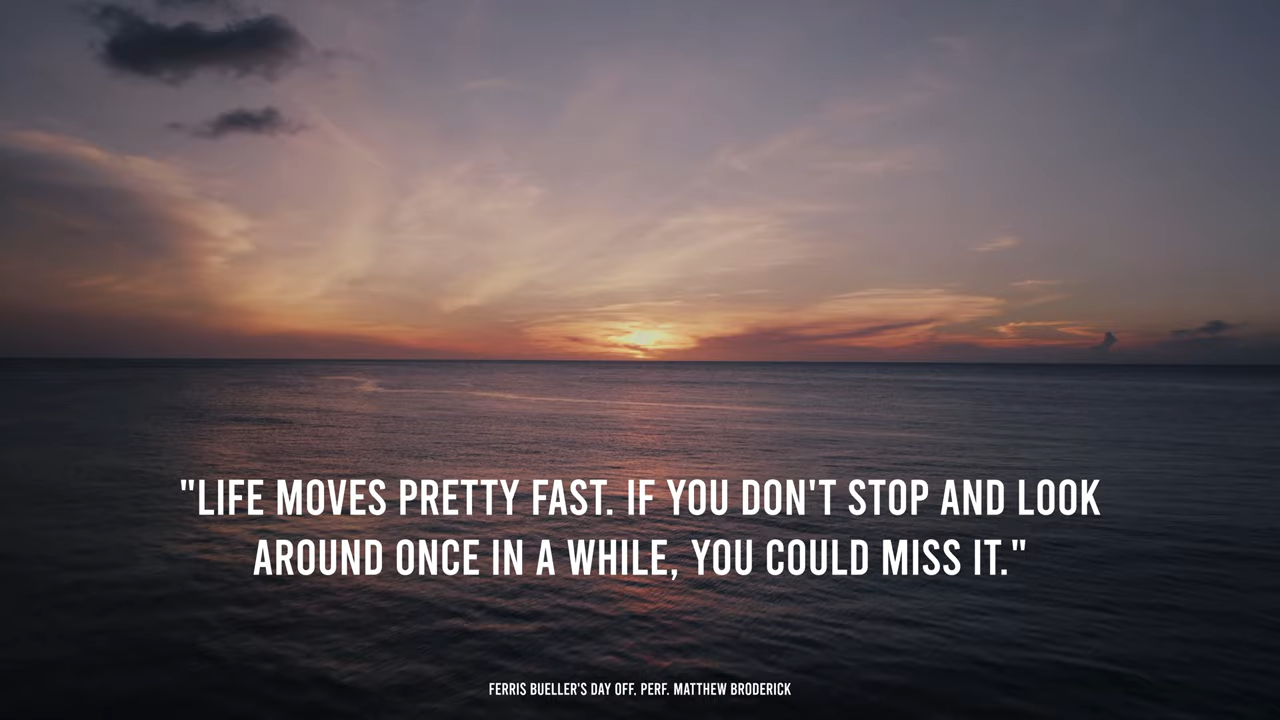 "LIFE MOVES PRETTY FAST. IF YOU DON'T STOP AND LOOK
AROUND ONCE IN A WHILE, YOU COULD MISS IT."
FERRIS BUELLER'S DAY OFF. PERF. MATTHEW BRODERICK